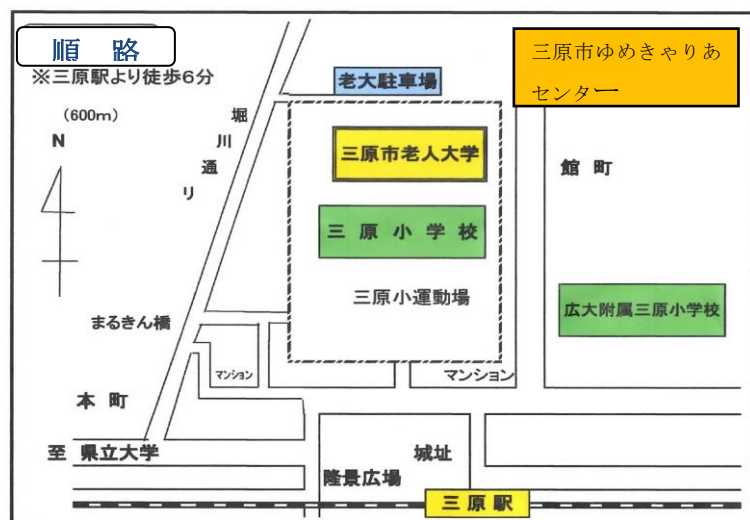 順 路
※三原駅より徒歩6分
(600m)
N
堀川通リ
老大駐車場
三原市ゆめきゃりあ
センター
三原市老人大学
館 町
三 原 小 学 校
三原小運動場
広大附属三原小学校
まるきん橋
マンション
マンション
本 町
至 県立大学
城址
隆景広場
三 原 駅